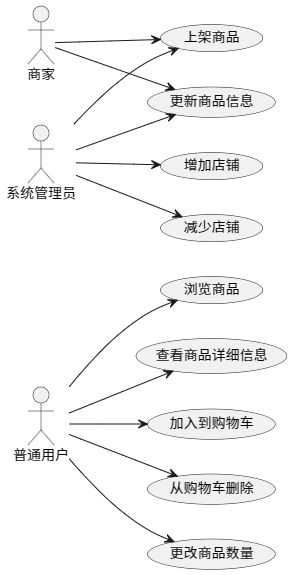 商家
上架商品
更新商品信息
系统管理员
增加店铺
减少店铺
浏览商品
查看商品详细信息
加入到购物车
普通用户
从购物车删除
更改商品数量